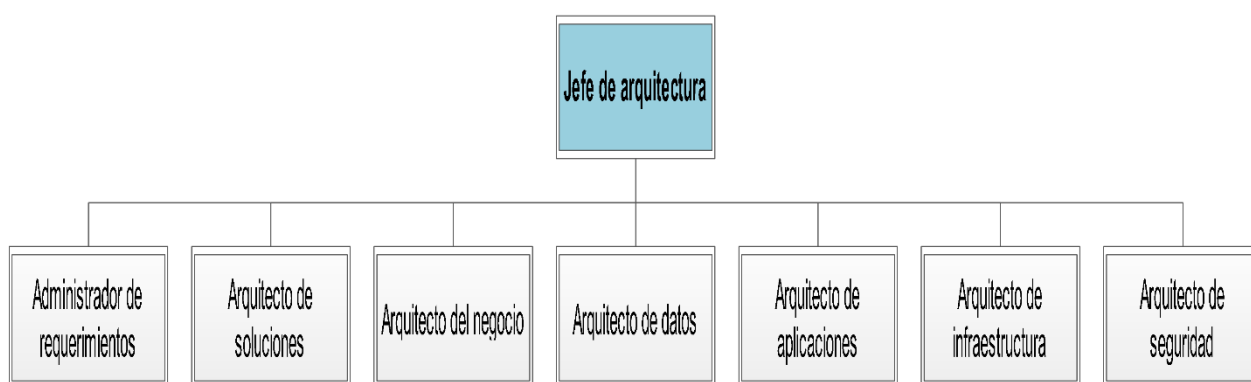 Jefe de arquitectura
Administrador de
requerimientos
Arquitecto de
soluciones
Arquitecto del negocio
Arquitecto de datos
Arquitecto de
aplicaciones
Arquitecto de
infraestructura
Arquitecto de
seguridad